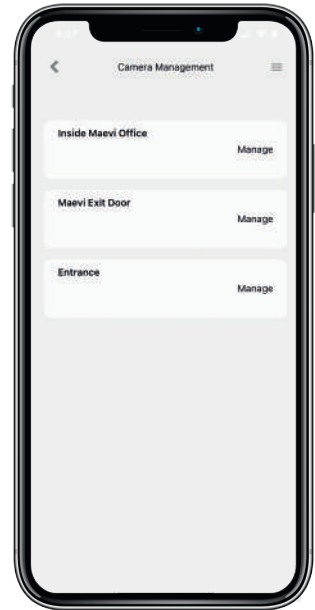 Camera Management
Inside Maevi Office
Manage
Maevi Exit Door
Manage
Entrance
Manage